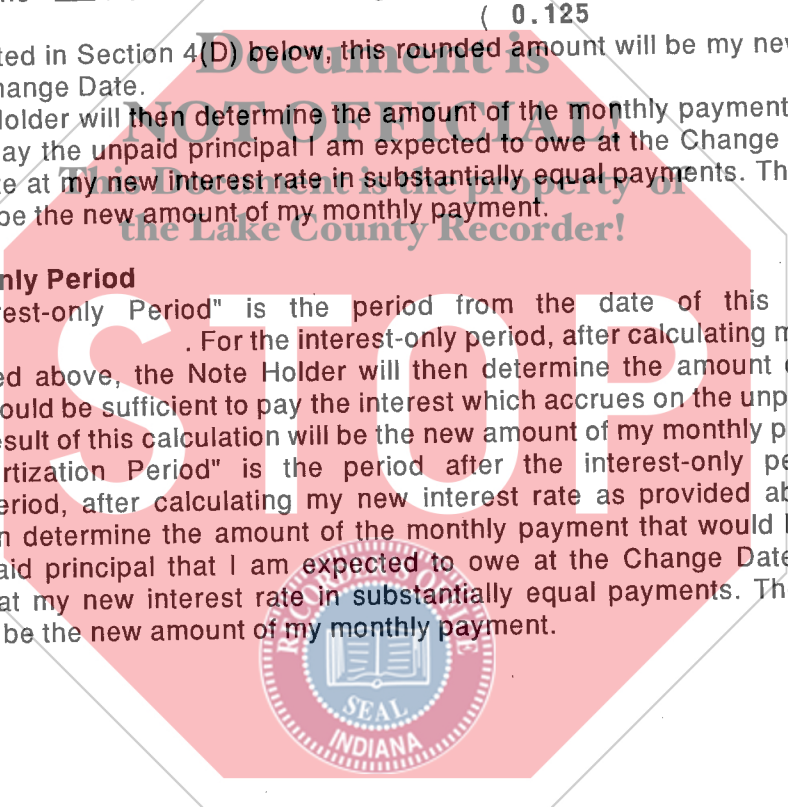 ( 0.125
ted in Section 4(D) below, this rounded amount will be my new
hange Date.
Holder will then determine the amount of the monthly payment
ay the unpaid principal I am expected to owe at the Change
e at my new interest rate in substantially equal payments. Th
be the new amount of my monthly payment.
Document is
NOT OFFICIAL!
This Document is the property of
the Lake County Recorder!
nly Period
rest-only Period" is the period from the date of this
. For the interest-only period, after calculating m
ed above, the Note Holder will then determine the amount
ould be sufficient to pay the interest which accrues on the unp
esult of this calculation will be the new amount of my monthly p
rtization Period" is the period after the interest-only pe
eriod, after calculating my new interest rate as provided ab
n determine the amount of the monthly payment that would
aid principal that I am expected to owe at the Change Date
at my new interest rate in substantially equal payments. Th
be the new amount of my monthly payment.
STOP
RECORDER'S OFFICE
SEAL
INDIANA